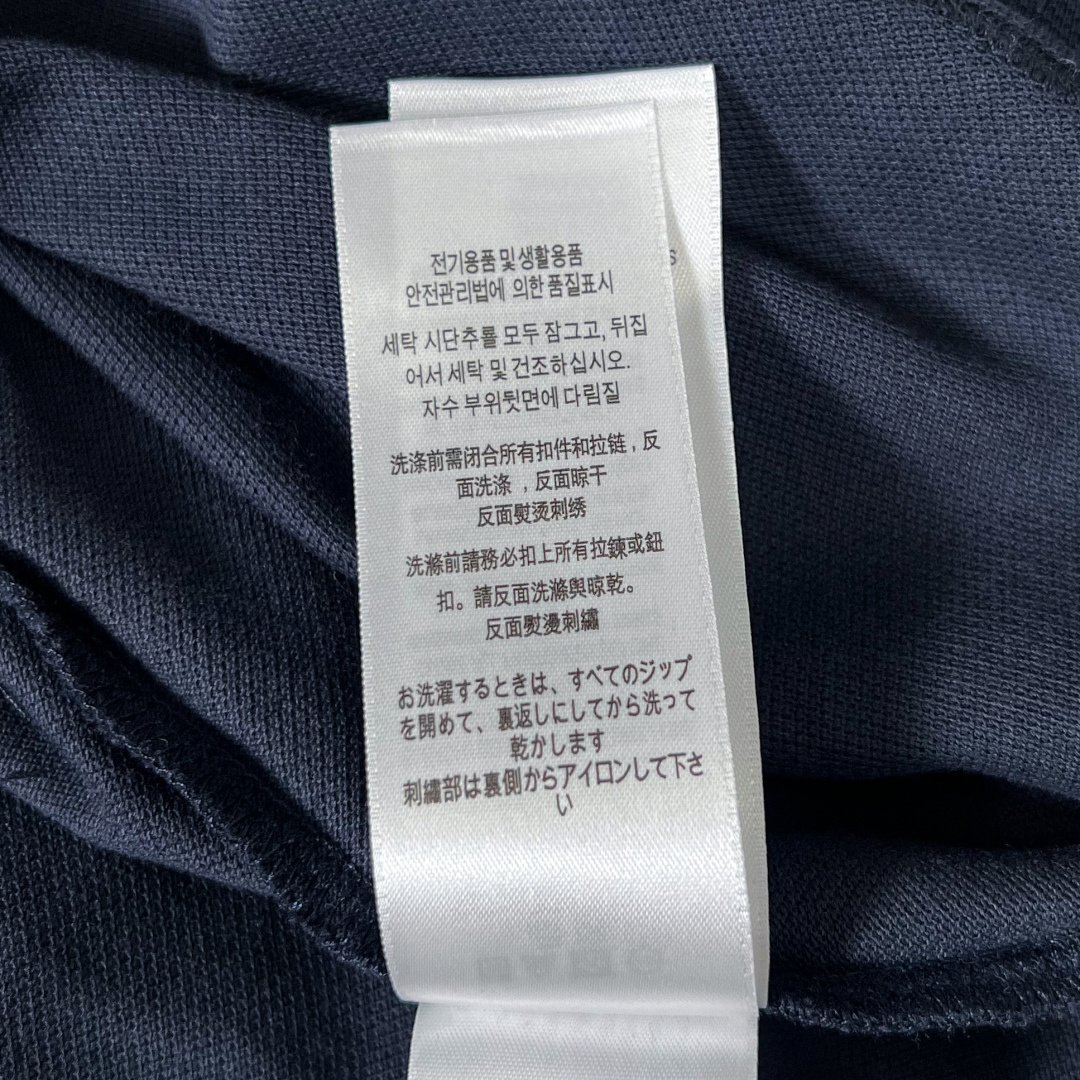 전기용품 및 생활용품
안전관리법에 의한 품질표시
세탁 시단추를 모두 잠그고, 뒤집
어서 세탁 및 건조하십시오.
자수 부위뒷면에 다림질
洗涤前需闭合所有扣件和拉链 , 反
面洗涤 , 反面晾干
反面熨烫刺绣
洗滌前請務必扣上所有拉鍊或鈕
扣。請反面洗滌與晾乾。
反面熨燙刺繡
お洗濯するときは、すべてのジップ
を開めて、裏返しにしてから洗って
乾かします
刺繡部は裏側からアイロンして下さ
い